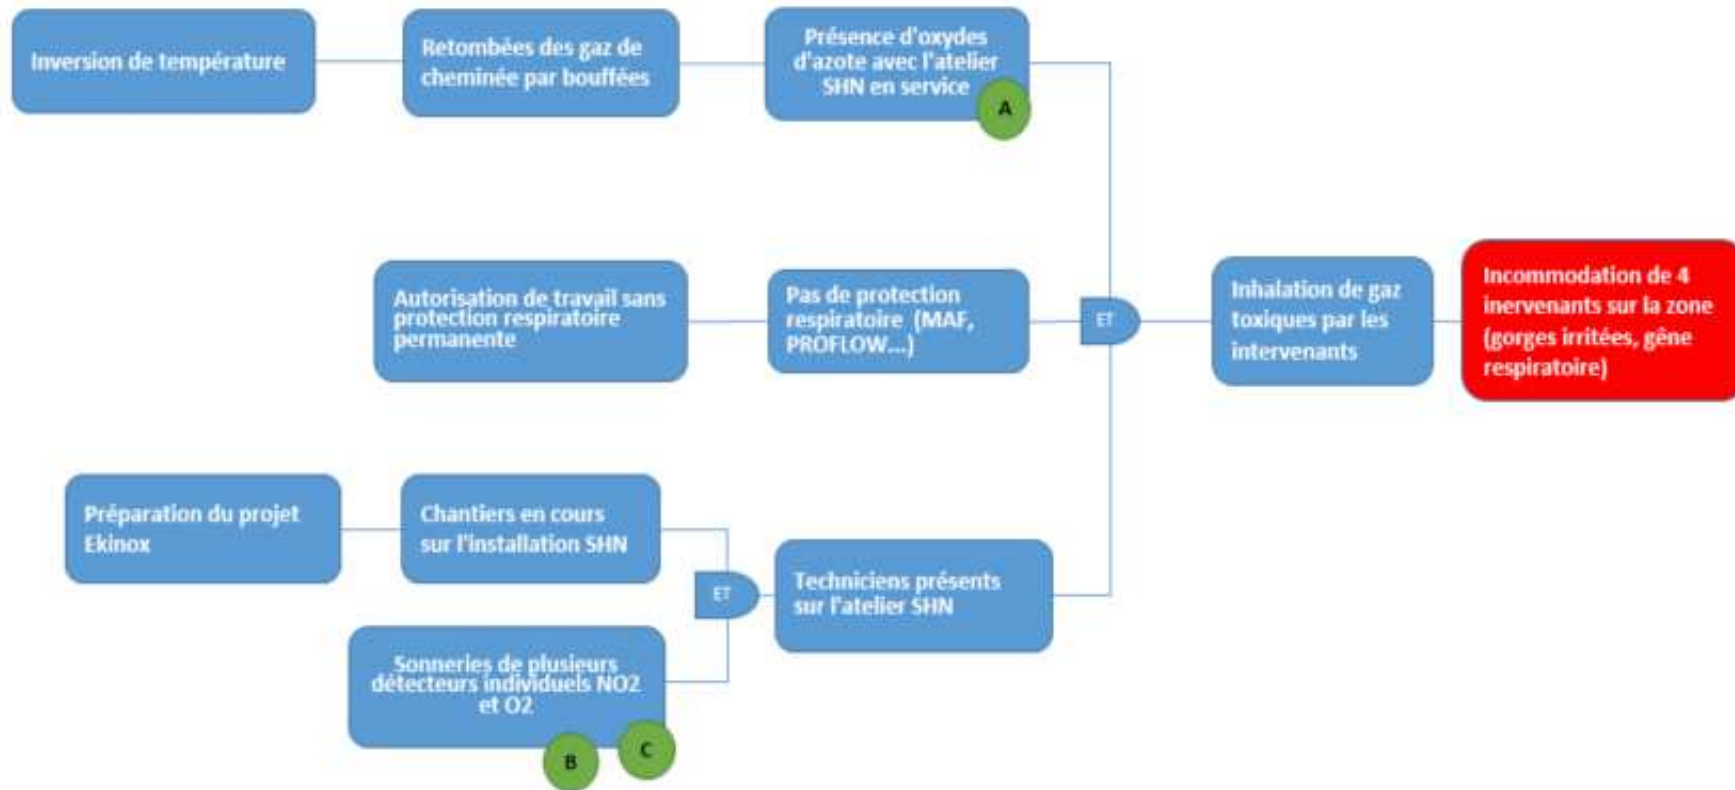 Inversion de température
Retombées des gaz de
cheminée par bouffées
Présence d'oxydes
d'azote avec l'atelier
SHN en service
A
Autorisation de travail sans
protection respiratoire
permanente
Pas de protection
respiratoire (MAF,
PROFLOW...)
ET
Inhalation de gaz
toxiques par les
intervenants
Incommodation de 4
inervenants sur la zone
(gorges irritées, gêne
respiratoire)
Préparation du projet
Ekinox
Chantiers en cours
sur l'installation SHN
ET
Techniciens présents
sur l'atelier SHN
Sonneries de plusieurs
détecteurs individuels NO2
et O2
B
C